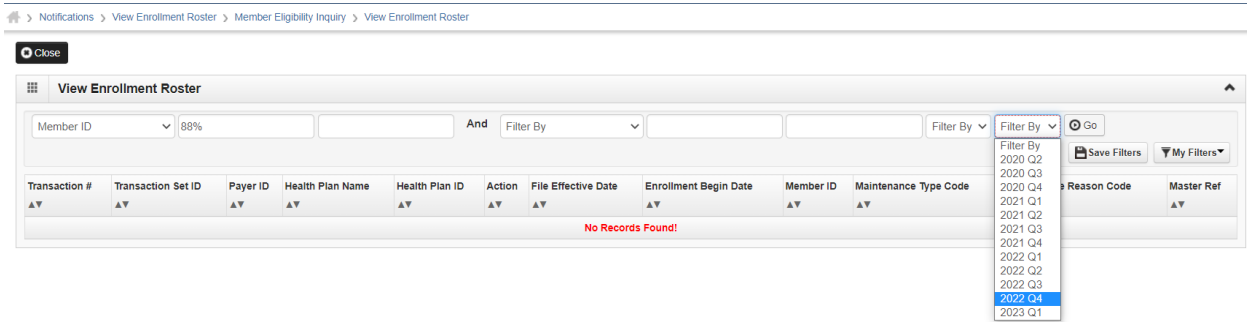 Notifications > View Enrollment Roster > Member Eligibility Inquiry > View Enrollment Roster
Close
View Enrollment Roster
Member ID 88% And Filter By Filter By Filter By Go
Save Filters My Filters
Filter By
2020 Q2
2020 Q3
2020 Q4
2021 Q1
2021 Q2
2021 Q3
2021 Q4
2022 Q1
2022 Q2
2022 Q3
2022 Q4
2023 Q1
Transaction # Transaction Set ID Payer ID Health Plan Name Health Plan ID Action File Effective Date Enrollment Begin Date Member ID Maintenance Type Code Reason Code Master Ref
No Records Found!